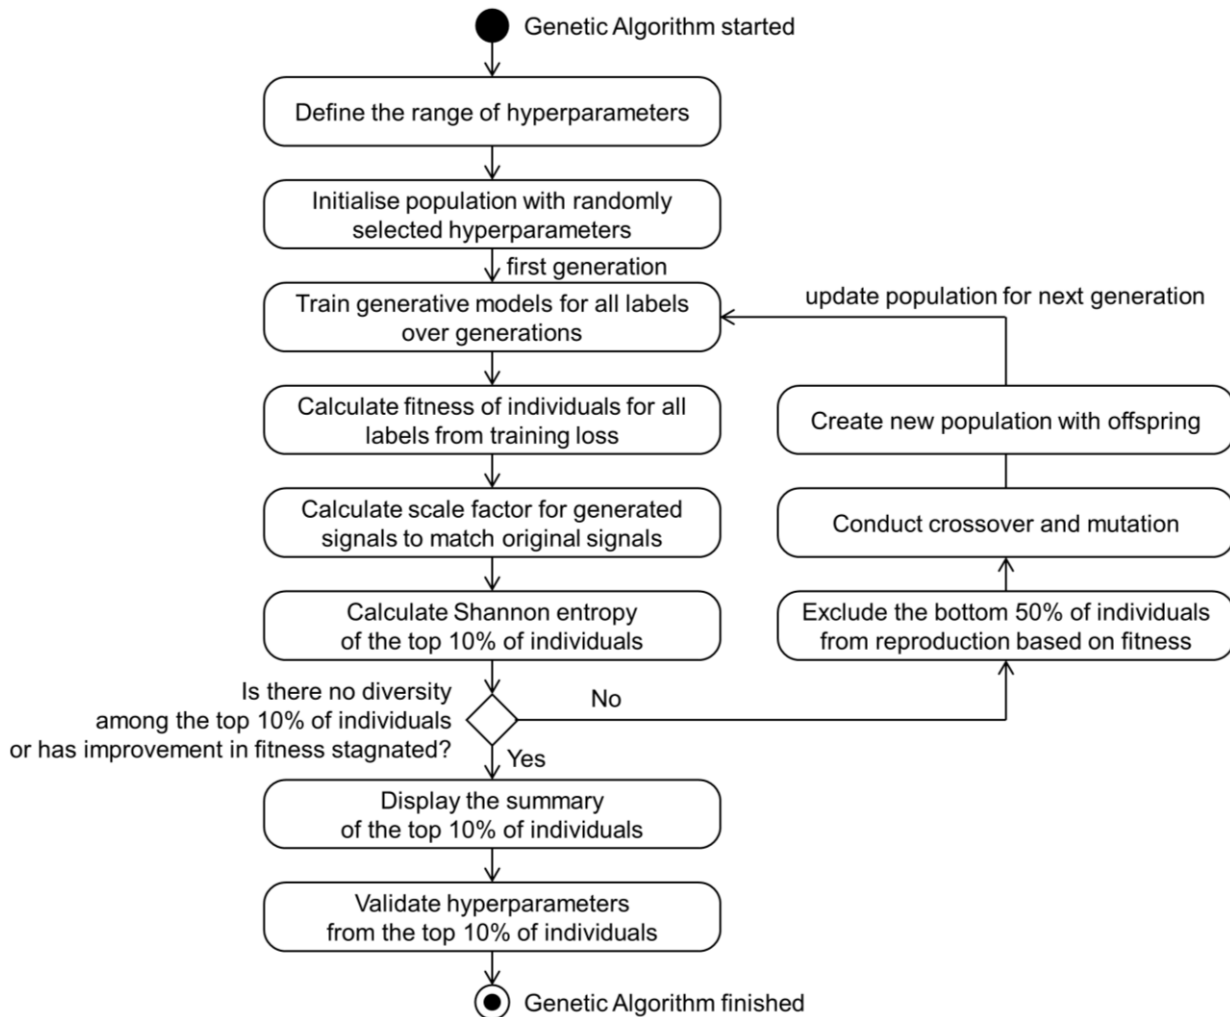 Genetic Algorithm started
Define the range of hyperparameters
Initialise population with randomly
selected hyperparameters
first generation
Train generative models for all labels
over generations
update population for next generation
Calculate fitness of individuals for all
labels from training loss
Create new population with offspring
Calculate scale factor for generated
signals to match original signals
Conduct crossover and mutation
Calculate Shannon entropy
of the top 10% of individuals
Exclude the bottom 50% of individuals
from reproduction based on fitness
Is there no diversity
among the top 10% of individuals
or has improvement in fitness stagnated?
No
Yes
Display the summary
of the top 10% of individuals
Validate hyperparameters
from the top 10% of individuals
Genetic Algorithm finished